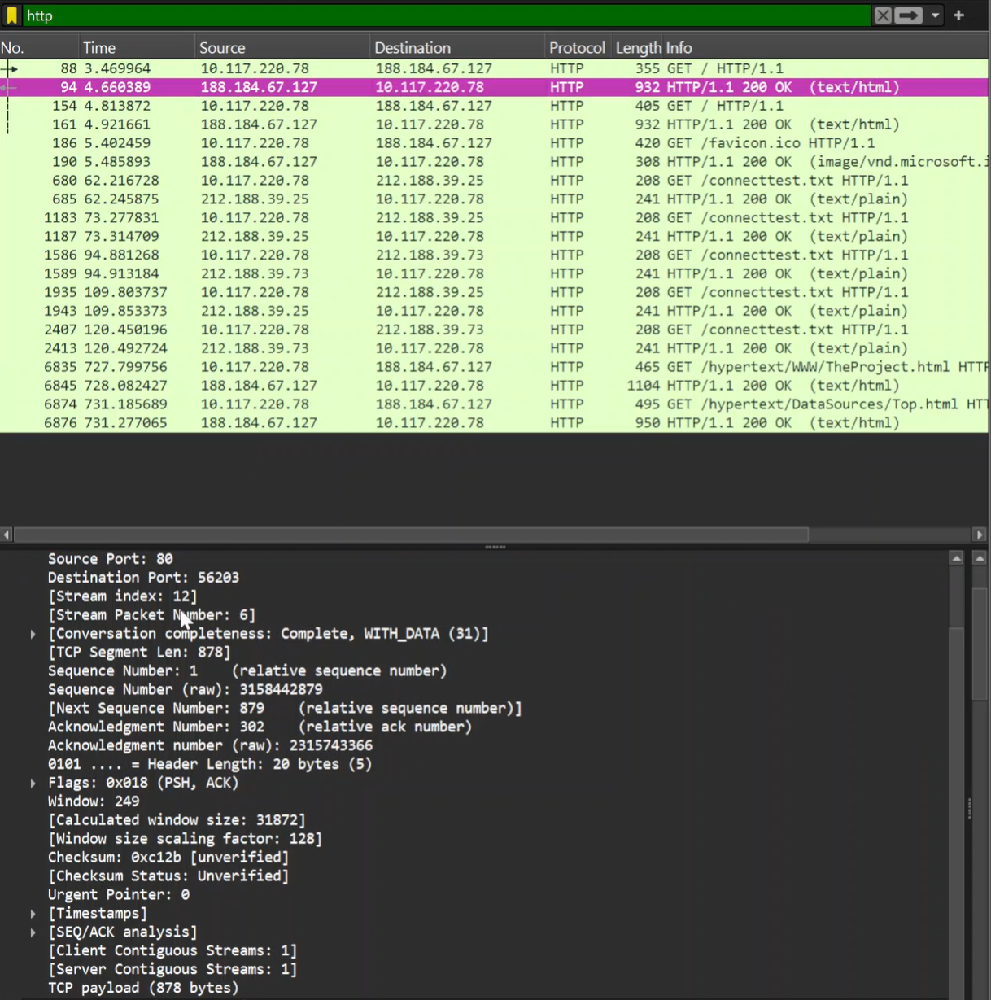 http
No. Time Source Destination Protocol Length Info
88 3.469964 10.117.220.78 188.184.67.127 HTTP 355 GET / HTTP/1.1
94 4.660389 188.184.67.127 10.117.220.78 HTTP 932 HTTP/1.1 200 OK (text/html)
154 4.813872 10.117.220.78 188.184.67.127 HTTP 405 GET / HTTP/1.1
161 4.921661 188.184.67.127 10.117.220.78 HTTP 932 HTTP/1.1 200 OK (text/html)
186 5.402459 10.117.220.78 188.184.67.127 HTTP 420 GET /favicon.ico HTTP/1.1
190 5.485893 188.184.67.127 10.117.220.78 HTTP 308 HTTP/1.1 200 OK (image/vnd.microsoft.i
680 62.216728 10.117.220.78 212.188.39.25 HTTP 208 GET /connecttest.txt HTTP/1.1
685 62.245875 212.188.39.25 10.117.220.78 HTTP 241 HTTP/1.1 200 OK (text/plain)
1183 73.277831 10.117.220.78 212.188.39.25 HTTP 208 GET /connecttest.txt HTTP/1.1
1187 73.314709 212.188.39.25 10.117.220.78 HTTP 241 HTTP/1.1 200 OK (text/plain)
1586 94.881268 10.117.220.78 212.188.39.73 HTTP 208 GET /connecttest.txt HTTP/1.1
1589 94.913184 212.188.39.73 10.117.220.78 HTTP 241 HTTP/1.1 200 OK (text/plain)
1935 109.803737 10.117.220.78 212.188.39.25 HTTP 208 GET /connecttest.txt HTTP/1.1
1943 109.853373 212.188.39.25 10.117.220.78 HTTP 241 HTTP/1.1 200 OK (text/plain)
2407 120.450196 10.117.220.78 212.188.39.73 HTTP 208 GET /connecttest.txt HTTP/1.1
2413 120.492724 212.188.39.73 10.117.220.78 HTTP 241 HTTP/1.1 200 OK (text/plain)
6835 727.799756 10.117.220.78 188.184.67.127 HTTP 465 GET /hypertext/WWW/TheProject.html HTTP
6845 728.082427 188.184.67.127 10.117.220.78 HTTP 1104 HTTP/1.1 200 OK (text/html)
6874 731.185689 10.117.220.78 188.184.67.127 HTTP 495 GET /hypertext/DataSources/Top.html HTT
6876 731.277065 188.184.67.127 10.117.220.78 HTTP 950 HTTP/1.1 200 OK (text/html)
Source Port: 80
Destination Port: 56203
[Stream index: 12]
[Stream Packet Number: 6]
[Conversation completeness: Complete, WITH_DATA (31)]
[TCP Segment Len: 878]
Sequence Number: 1 (relative sequence number)
Sequence Number (raw): 3158442879
[Next Sequence Number: 879 (relative sequence number)]
Acknowledgment Number: 302 (relative ack number)
Acknowledgment number (raw): 2315743366
0101 .... = Header Length: 20 bytes (5)
Flags: 0x018 (PSH, ACK)
Window: 249
[Calculated window size: 31872]
[Window size scaling factor: 128]
Checksum: 0xc12b [unverified]
[Checksum Status: Unverified]
Urgent Pointer: 0
[Timestamps]
[SEQ/ACK analysis]
[Client Contiguous Streams: 1]
[Server Contiguous Streams: 1]
TCP payload (878 bytes)